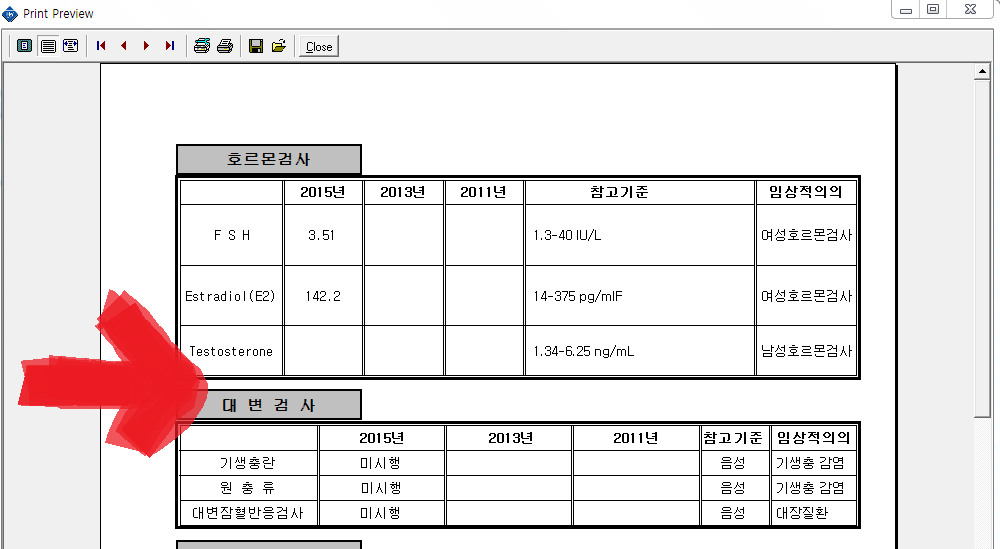 Print Preview
Close
호르몬검사
2015년 2013년 2011년 참고기준 임상적의의
F S H 3.51 1.3-40 IU/L 여성호르몬검사
Estradiol(E2) 142.2 14-375 pg/mlF 여성호르몬검사
Testosterone 1.34-6.25 ng/mL 남성호르몬검사
대 변 검 사
2015년 2013년 2011년 참고기준 임상적의의
기생충란 미시행 음성 기생충 감염
원 충 류 미시행 음성 기생충 감염
대변잠혈반응검사 미시행 음성 대장질환